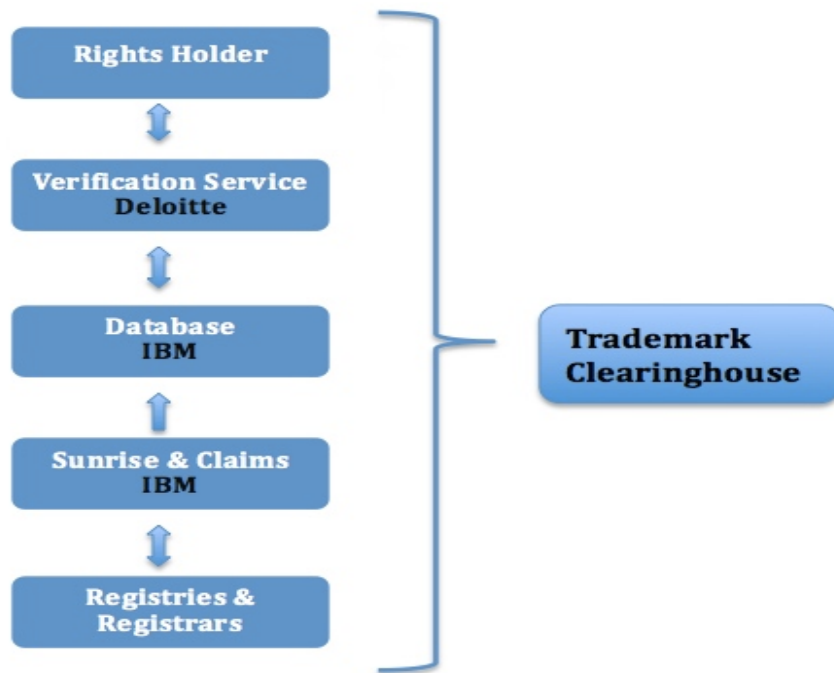 Rights Holder
Verification Service
Deloitte
Database
IBM
Sunrise & Claims
IBM
Registries &
Registrars
Trademark
Clearinghouse